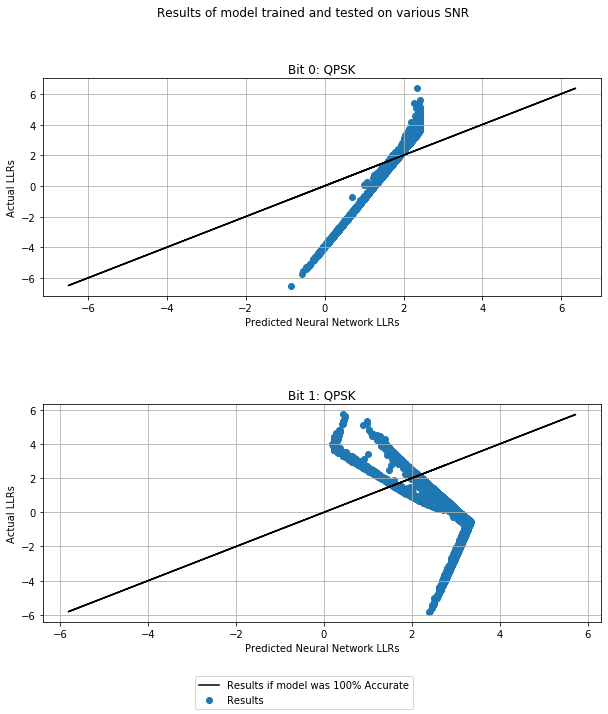 Results of model trained and tested on various SNR
Bit 0: QPSK
6
4
2
0
−2
−4
−6
Actual LLRs
−6 −4 −2 0 2 4 6
Predicted Neural Network LLRs
Bit 1: QPSK
6
4
2
0
−2
−4
−6
Actual LLRs
−6 −4 −2 0 2 4 6
Predicted Neural Network LLRs
Results if model was 100% Accurate
Results